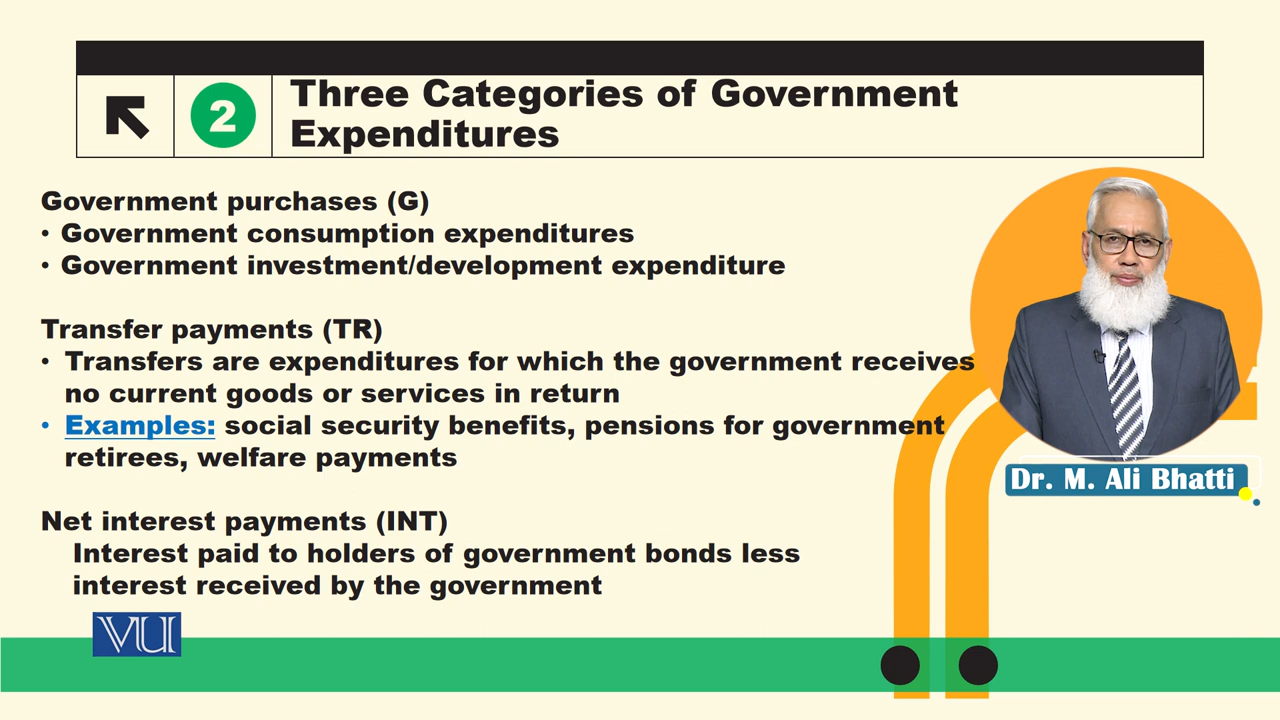 2
Three Categories of Government
Expenditures
Government purchases (G)
• Government consumption expenditures
• Government investment/development expenditure
Transfer payments (TR)
• Transfers are expenditures for which the government receives
no current goods or services in return
• Examples: social security benefits, pensions for government
retirees, welfare payments
Dr. M. Ali Bhatti
Net interest payments (INT)
Interest paid to holders of government bonds less
interest received by the government
VU